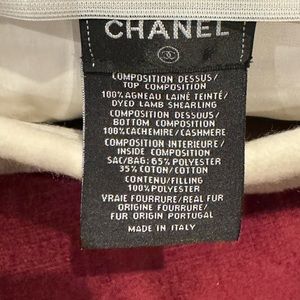 CHANEL
COMPOSITION DESSUS/
TOP COMPOSITION
100% AGNEAU LAINÉ TEINTÉ/
DYED LAMB SHEARLING
COMPOSITION DESSOUS/
BOTTOM COMPOSITION
100% CACHEMIRE/CASHMERE
COMPOSITION INTERIEURE/
INSIDE COMPOSITION
SAC/BAG: 65% POLYESTER
35% COTON/COTTON
CONTENU/FILLING
100% POLYESTER
VRAIE FOURRURE/REAL FUR
ORIGINE FOURRURE/
FUR ORIGIN PORTUGAL
MADE IN ITALY